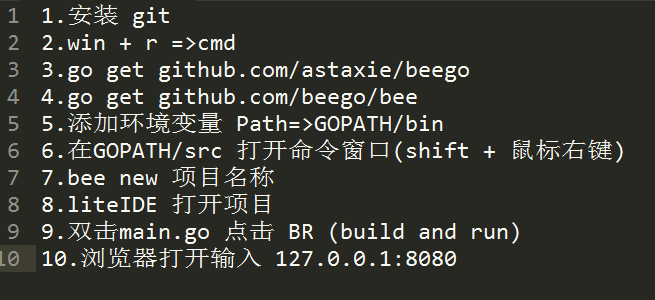 1 1.安装 git
2 2.win + r =>cmd
3 3.go get github.com/astaxie/beego
4 4.go get github.com/beego/bee
5 5.添加环境变量 Path=>GOPATH/bin
6 6.在GOPATH/src 打开命令窗口(shift + 鼠标右键)
7 7.bee new 项目名称
8 8.liteIDE 打开项目
9 9.双击main.go 点击 BR (build and run)
10 10.浏览器打开输入 127.0.0.1:8080